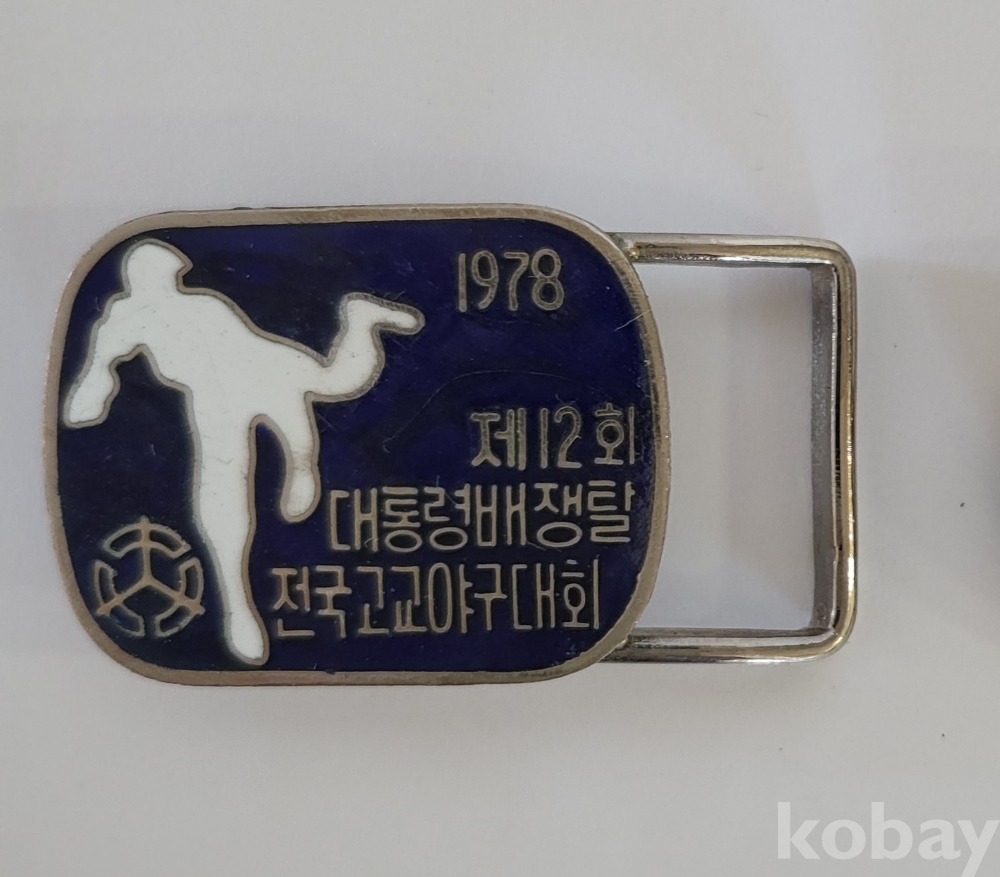 1978
제12회
대통령배쟁탈
전국고교야구대회
kobay